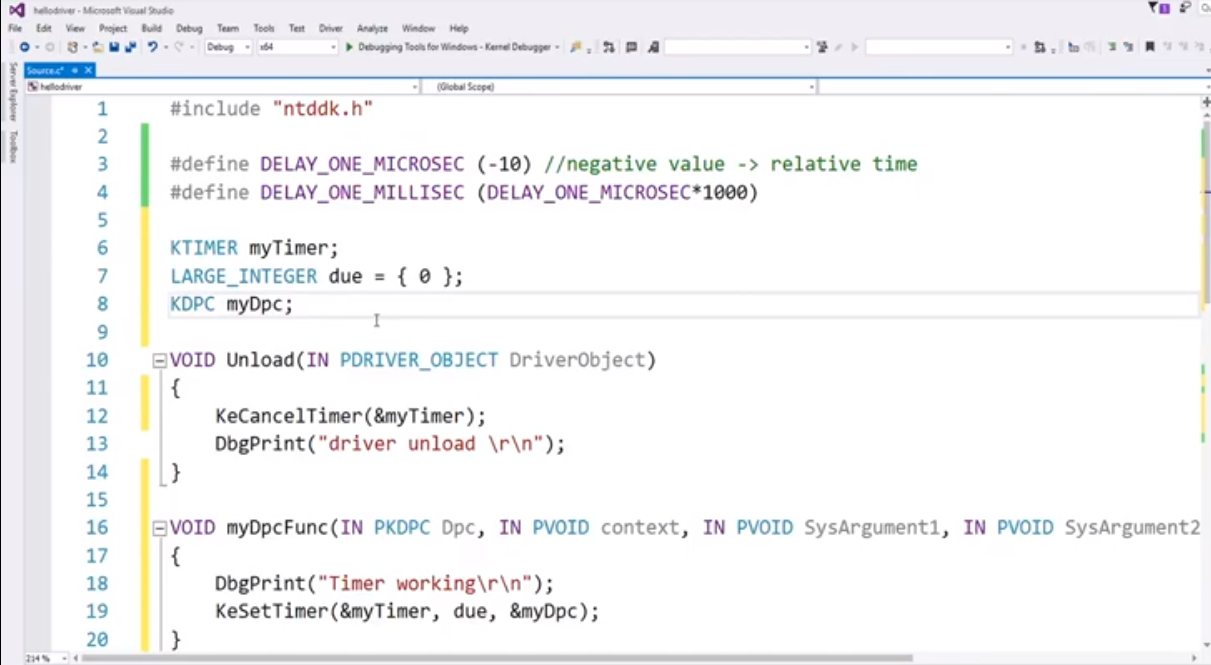 hellodriver - Microsoft Visual Studio
File Edit View Project Build Debug Team Tools Test Driver Analyze Window Help
Debug x64 Debugging Tools for Windows - Kernel Debugger
Server Explorer
Toolbox
Source.c*
hellodriver (Global Scope)
1 #include "ntddk.h"
2
3 #define DELAY_ONE_MICROSEC (-10) //negative value -> relative time
4 #define DELAY_ONE_MILLISEC (DELAY_ONE_MICROSEC*1000)
5
6 KTIMER myTimer;
7 LARGE_INTEGER due = { 0 };
8 KDPC myDpc;
9
10 VOID Unload(IN PDRIVER_OBJECT DriverObject)
11 {
12 KeCancelTimer(&myTimer);
13 DbgPrint("driver unload \r\n");
14 }
15
16 VOID myDpcFunc(IN PKDPC Dpc, IN PVOID context, IN PVOID SysArgument1, IN PVOID SysArgument2
17 {
18 DbgPrint("Timer working\r\n");
19 KeSetTimer(&myTimer, due, &myDpc);
20 }
214 %